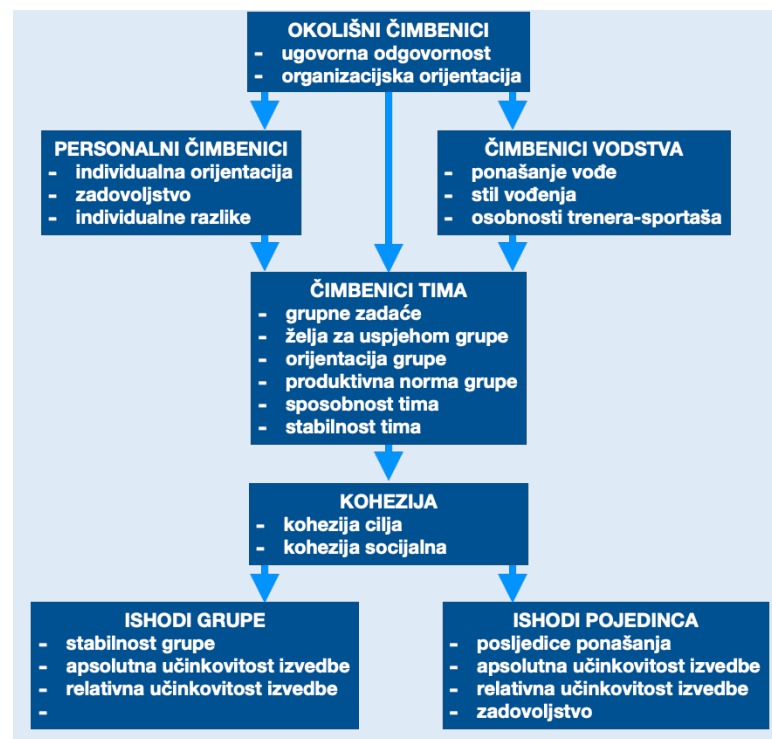 OKOLIŠNI ČIMBENICI
- ugovorna odgovornost
- organizacijska orijentacija
PERSONALNI ČIMBENICI
- individualna orijentacija
- zadovoljstvo
- individualne razlike
ČIMBENICI VODSTVA
- ponašanje vođe
- stil vođenja
- osobnosti trenera-sportaša
ČIMBENICI TIMA
- grupne zadaće
- želja za uspjehom grupe
- orijentacija grupe
- produktivna norma grupe
- sposobnost tima
- stabilnost tima
KOHEZIJA
- kohezija cilja
- kohezija socijalna
ISHODI GRUPE
- stabilnost grupe
- apsolutna učinkovitost izvedbe
- relativna učinkovitost izvedbe
-
ISHODI POJEDINCA
- posljedice ponašanja
- apsolutna učinkovitost izvedbe
- relativna učinkovitost izvedbe
- zadovoljstvo